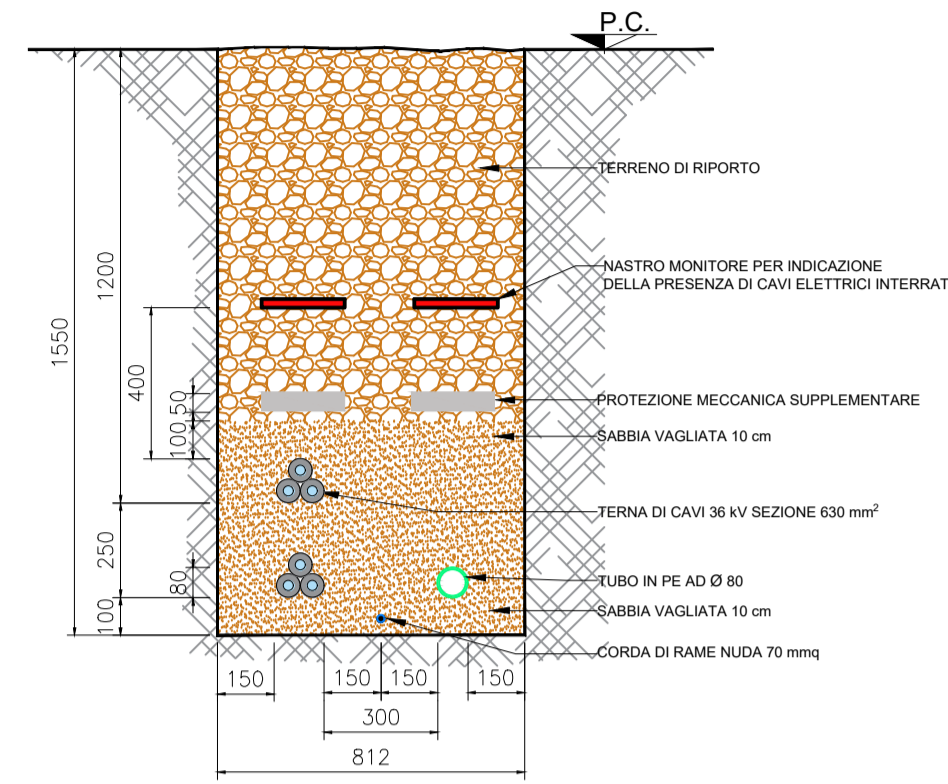 P.C.
TERRENO DI RIPORTO
NASTRO MONITORE PER INDICAZIONE
DELLA PRESENZA DI CAVI ELETTRICI INTERRAT
PROTEZIONE MECCANICA SUPPLEMENTARE
SABBIA VAGLIATA 10 cm
TERNA DI CAVI 36 kV SEZIONE 630 mm²
TUBO IN PE AD Ø 80
SABBIA VAGLIATA 10 cm
CORDA DI RAME NUDA 70 mmq
1550
1200
400
50
100
250
80
100
150
150
150
150
300
812